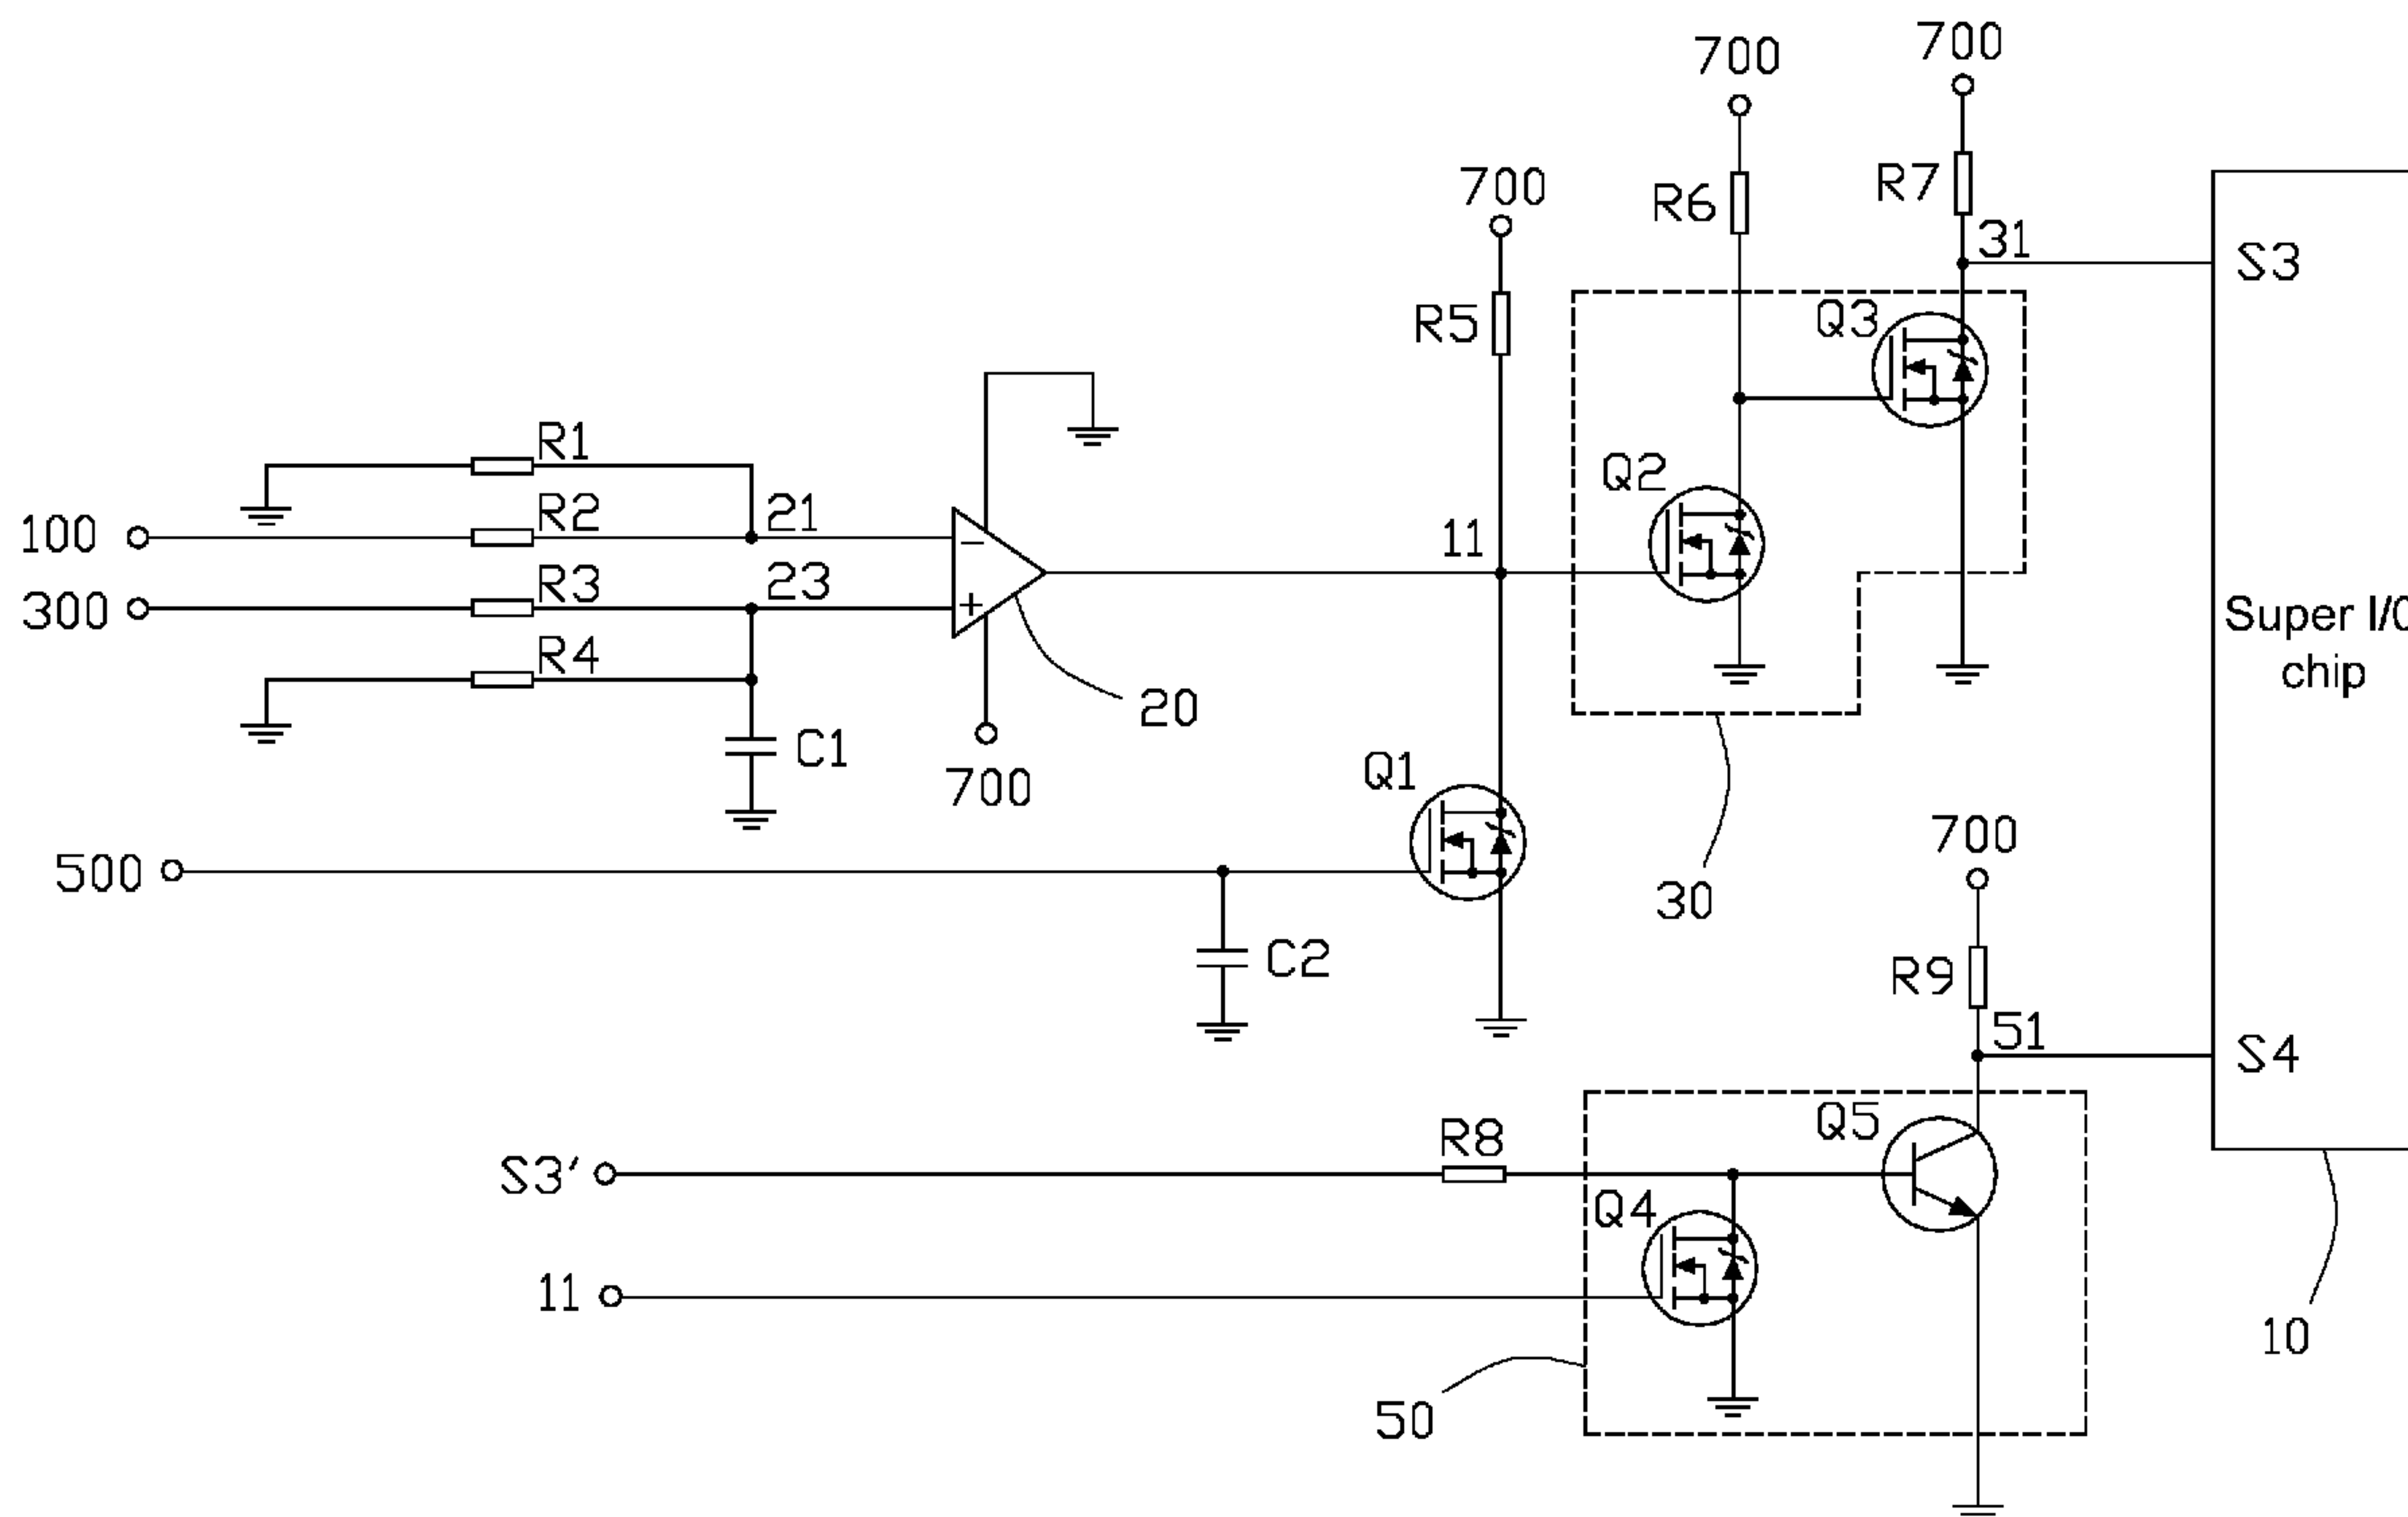 700
700
700
R7
R6
31
S3
R5
Q3
R1
Q2
R2
21
100
11
R3
23
300
Super I/O
chip
R4
20
C1
Q1
700
700
500
30
C2
R9
51
S4
Q5
R8
S3′
Q4
11
10
50
−
+